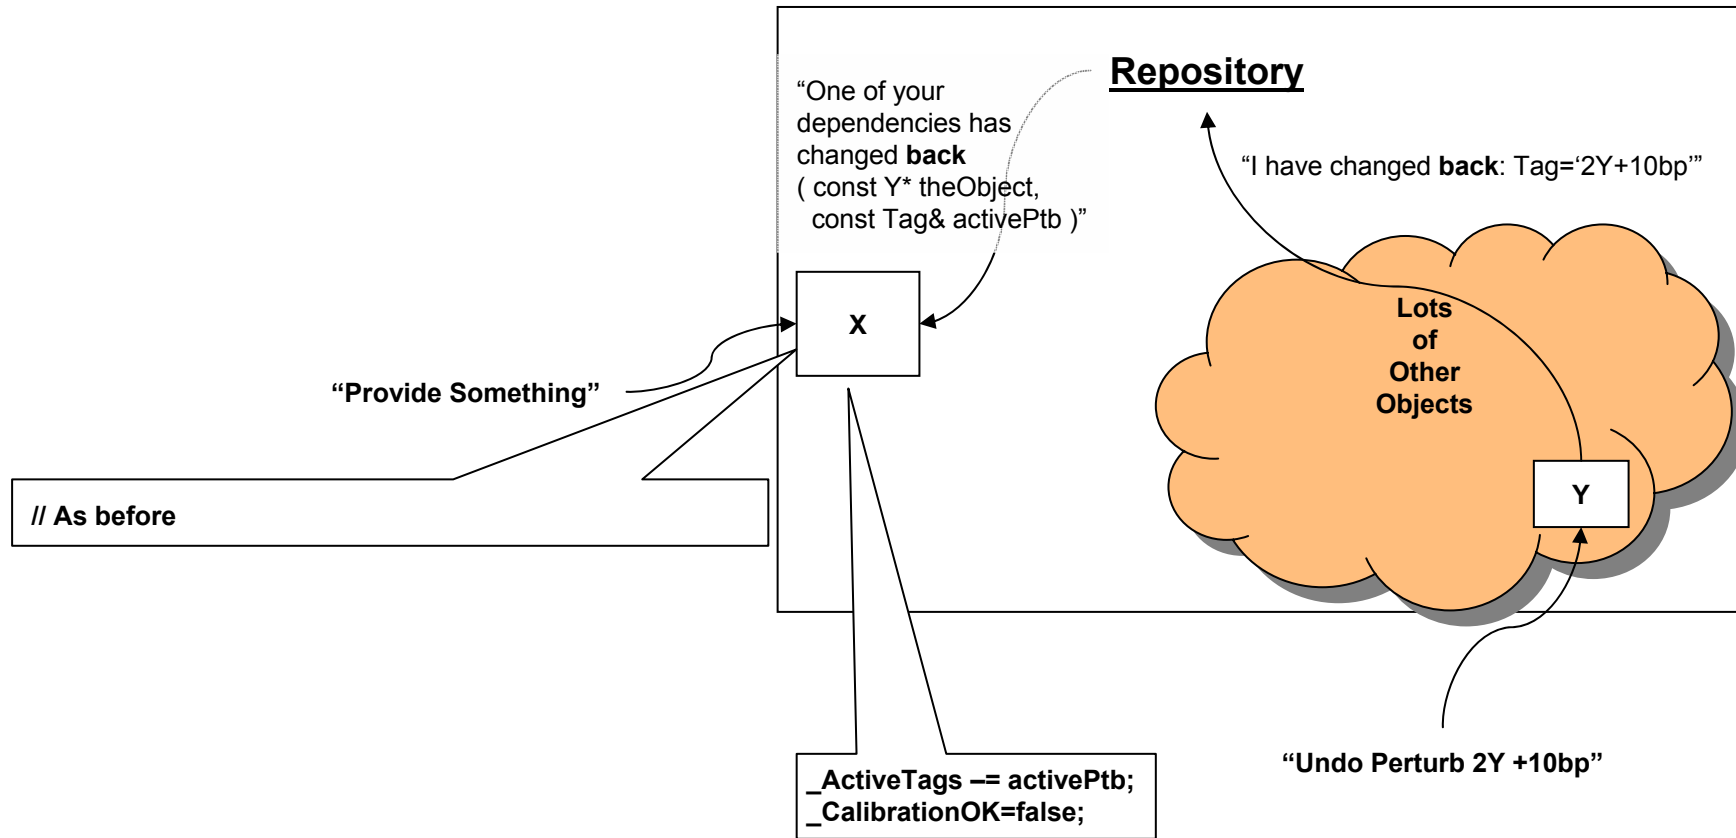 Repository
“One of your
dependencies has
changed back
( const Y* theObject,
const Tag& activePtb )”
“I have changed back: Tag=‘2Y+10bp’”
X
Lots
of
Other
Objects
“Provide Something”
Y
// As before
“Undo Perturb 2Y +10bp”
_ActiveTags –= activePtb;
_CalibrationOK=false;